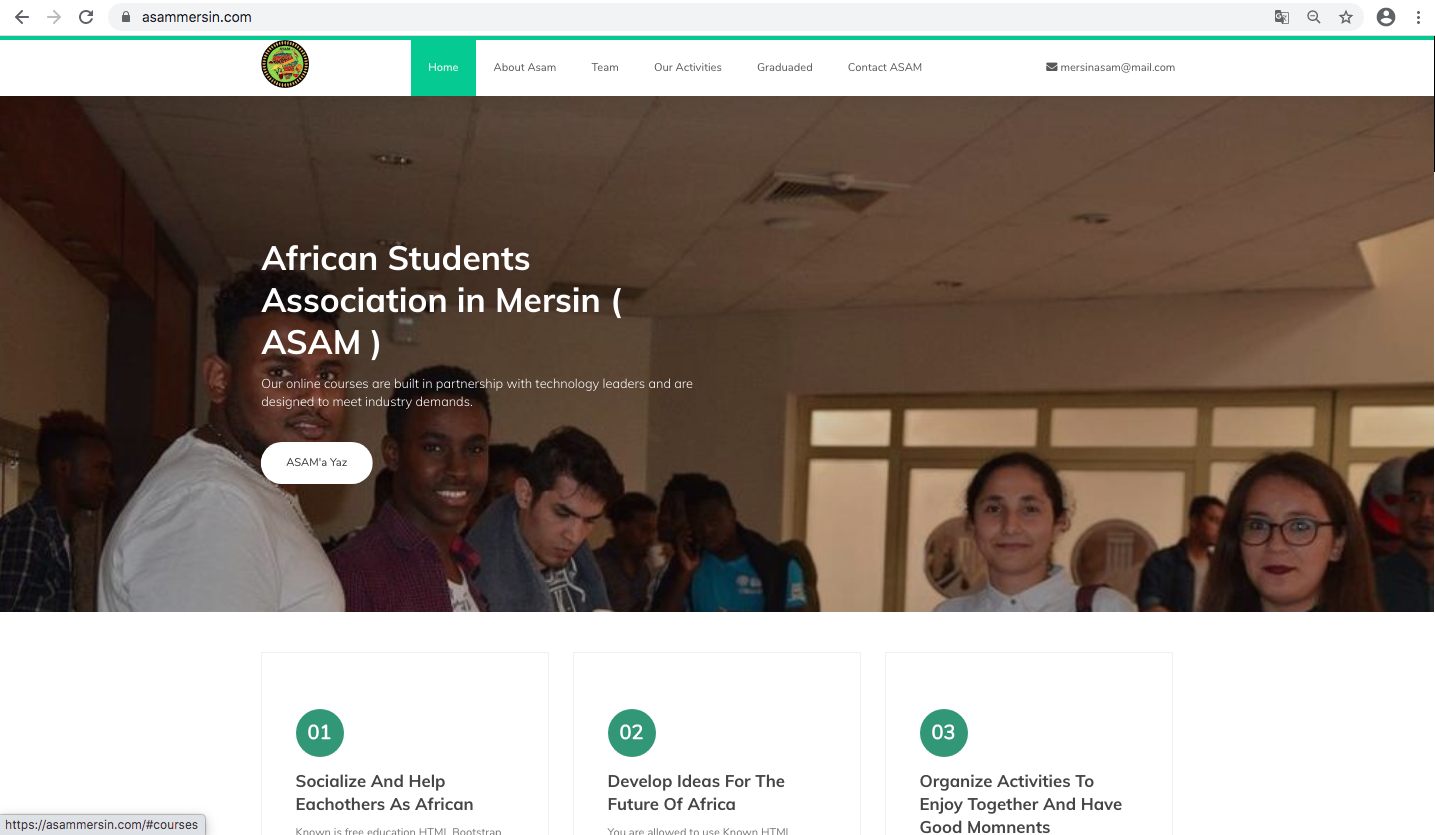 asammersin.com
Home
About Asam
Team
Our Activities
Graduaded
Contact ASAM
mersinasam@mail.com
African Students
Association in Mersin (
ASAM )
Our online courses are built in partnership with technology leaders and are
designed to meet industry demands.
ASAM'a Yaz
01
02
03
Socialize And Help
Eachothers As African
Develop Ideas For The
Future Of Africa
Organize Activities To
Enjoy Together And Have
Good Momnents
Known is free education HTML Bootstrap
You are allowed to use Known HTML
https://asammersin.com/#courses